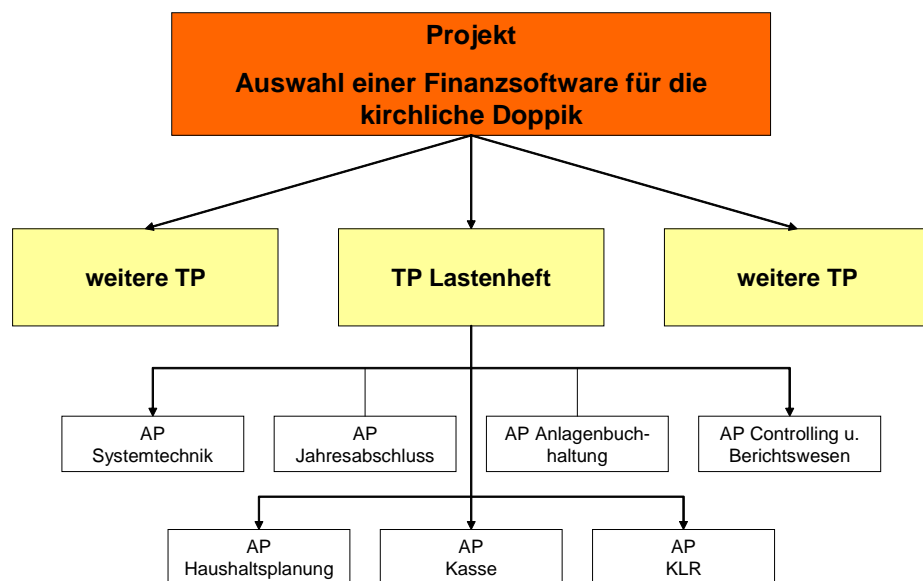 Projekt
Auswahl einer Finanzsoftware für die
kirchliche Doppik
weitere TP
TP Lastenheft
weitere TP
AP
Systemtechnik
AP
Jahresabschluss
AP Anlagenbuch-
haltung
AP Controlling u.
Berichtswesen
AP
Haushaltsplanung
AP
Kasse
AP
KLR